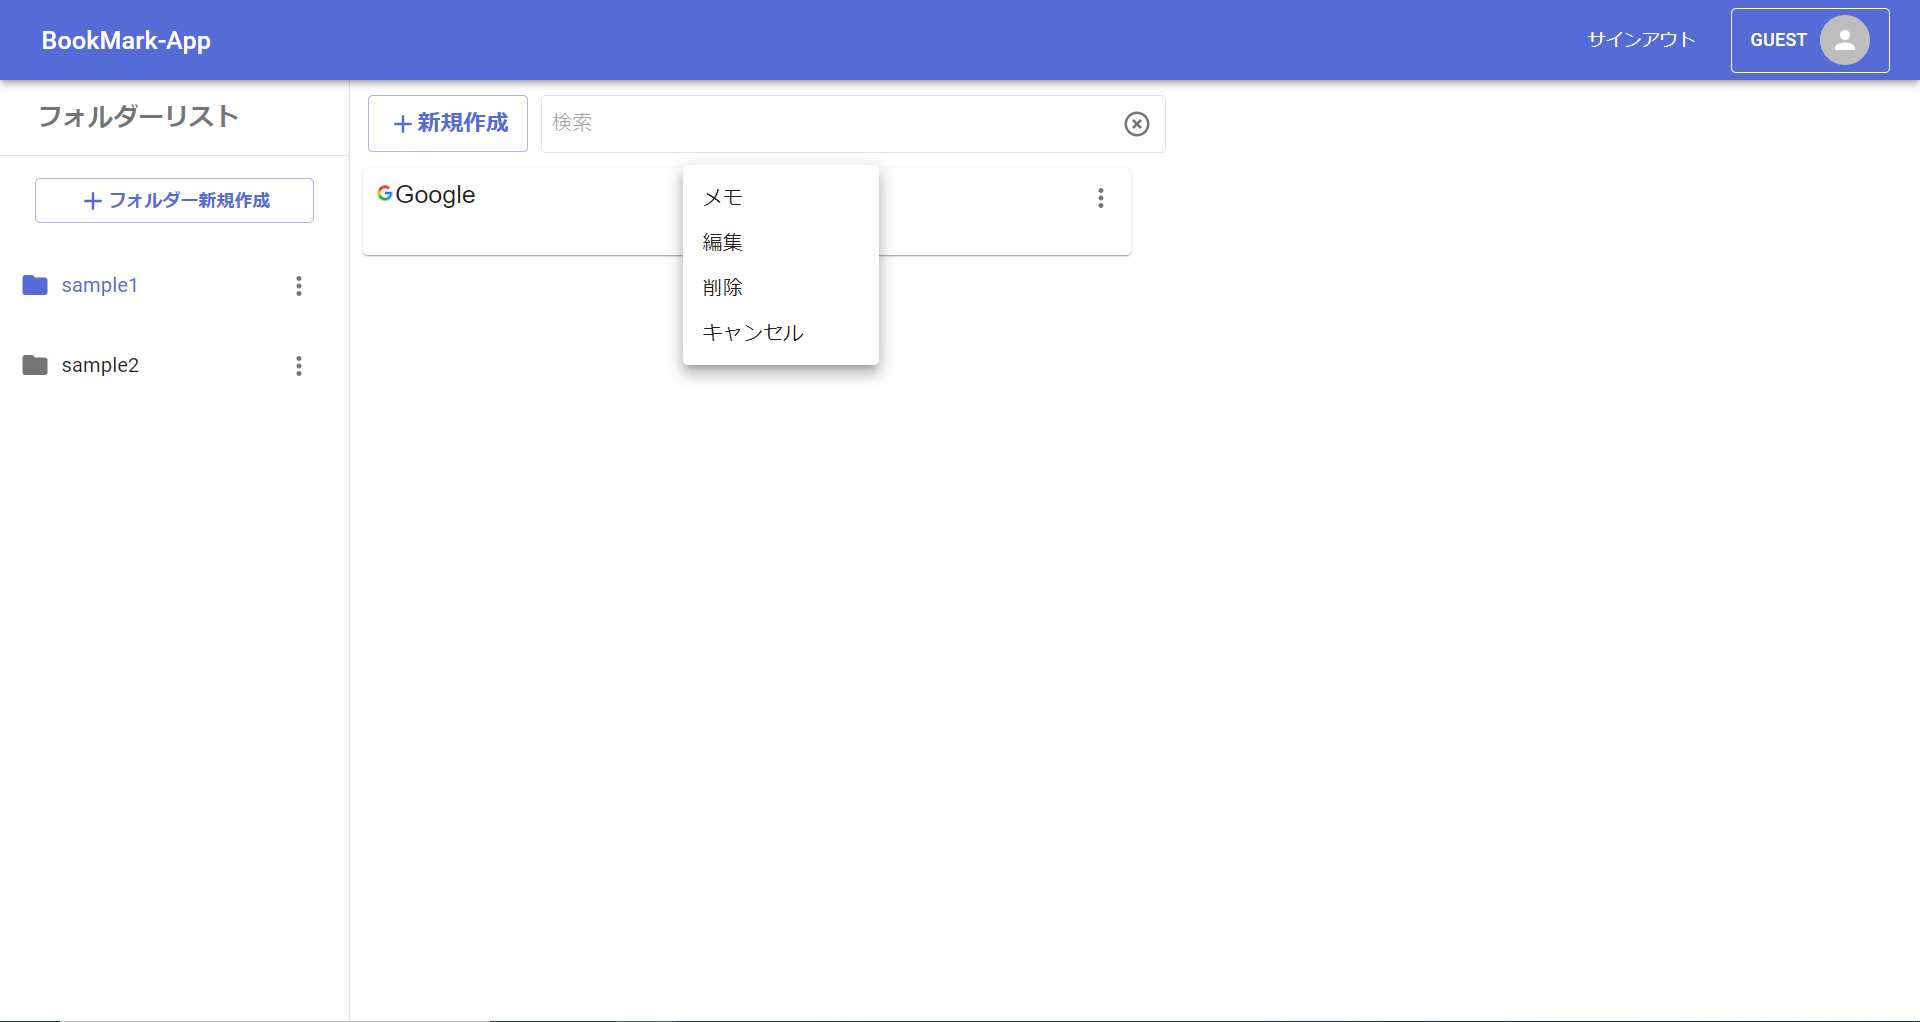 BookMark-App
サインアウト
GUEST
フォルダーリスト
+フォルダー新規作成
sample1
sample2
+新規作成
検索
Google
メモ
編集
削除
キャンセル